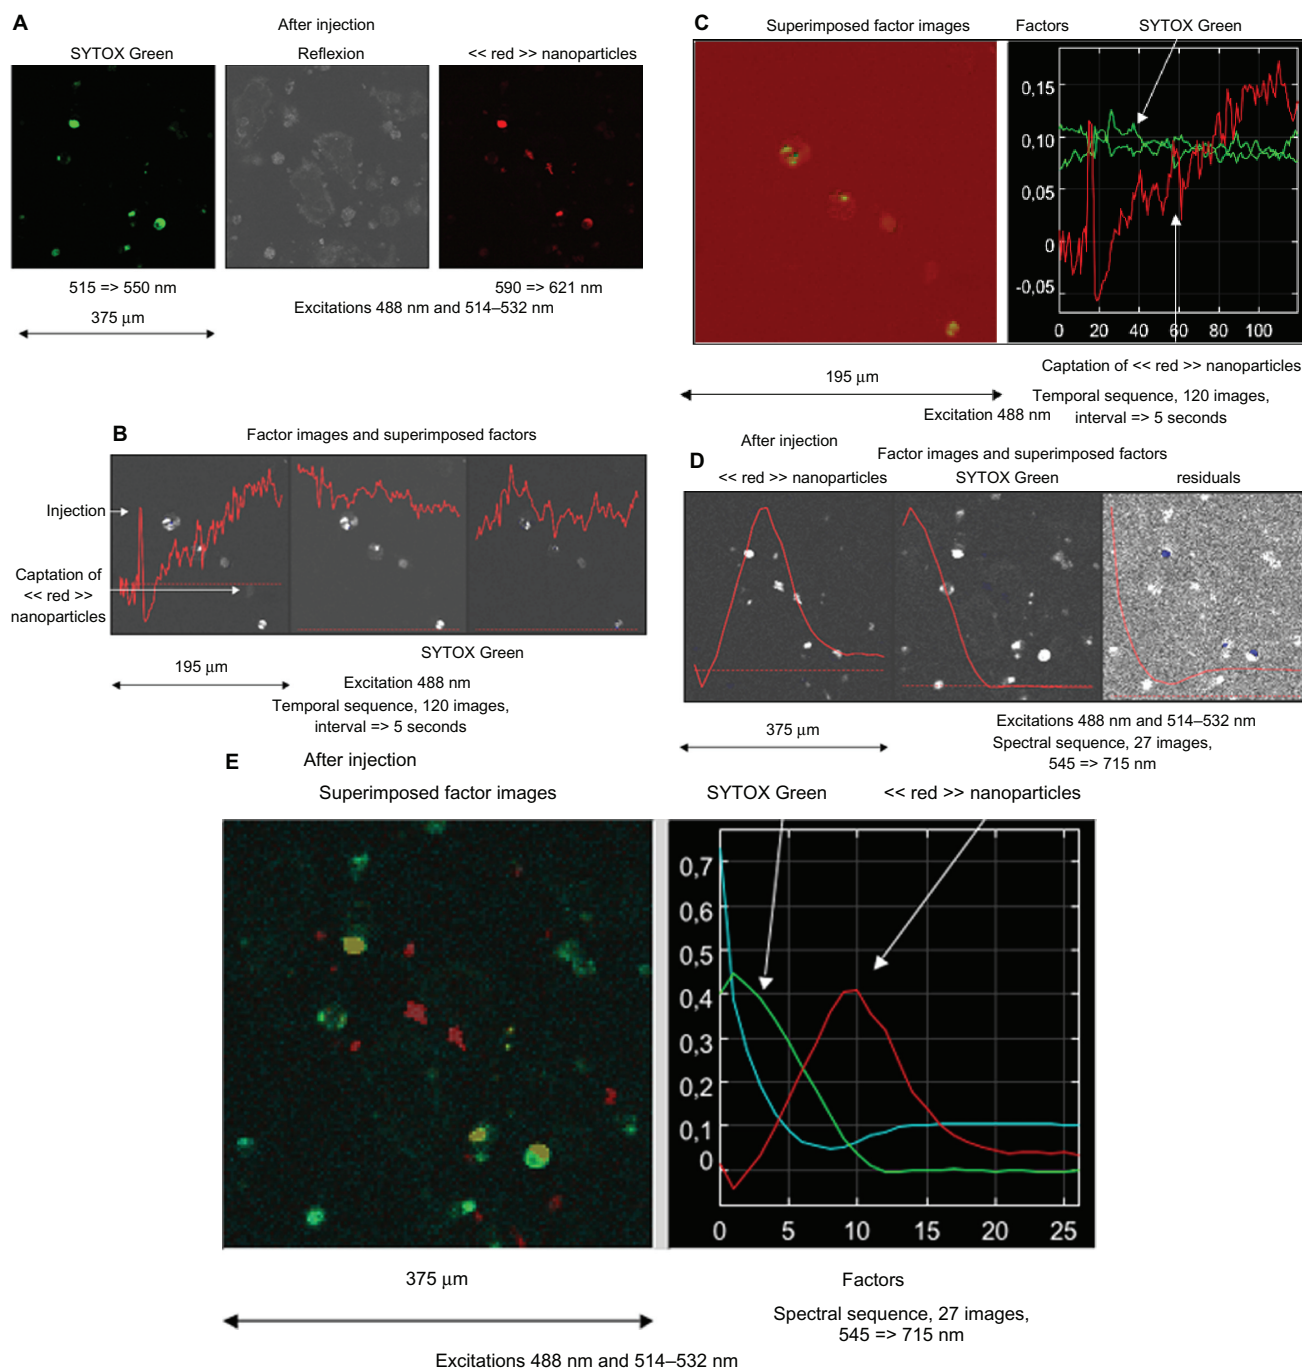 A
After injection
SYTOX Green
Reflexion
<< red >> nanoparticles
515 => 550 nm
590 => 621 nm
Excitations 488 nm and 514–532 nm
375 µm
B
Factor images and superimposed factors
Injection
Captation of
<< red >>
nanoparticles
SYTOX Green
195 µm
Excitation 488 nm
Temporal sequence, 120 images,
interval => 5 seconds
C
Superimposed factor images
Factors
SYTOX Green
0,15
0,10
0,05
0
-0,05
0 20 40 60 80 100
Captation of << red >> nanoparticles
195 µm
Temporal sequence, 120 images,
Excitation 488 nm
interval => 5 seconds
D
After injection
Factor images and superimposed factors
<< red >> nanoparticles
SYTOX Green
residuals
375 µm
Excitations 488 nm and 514–532 nm
Spectral sequence, 27 images,
545 => 715 nm
E
After injection
Superimposed factor images
SYTOX Green
<< red >> nanoparticles
0,7
0,6
0,5
0,4
0,3
0,2
0,1
0
0 5 10 15 20 25
375 µm
Factors
Spectral sequence, 27 images,
545 => 715 nm
Excitations 488 nm and 514–532 nm